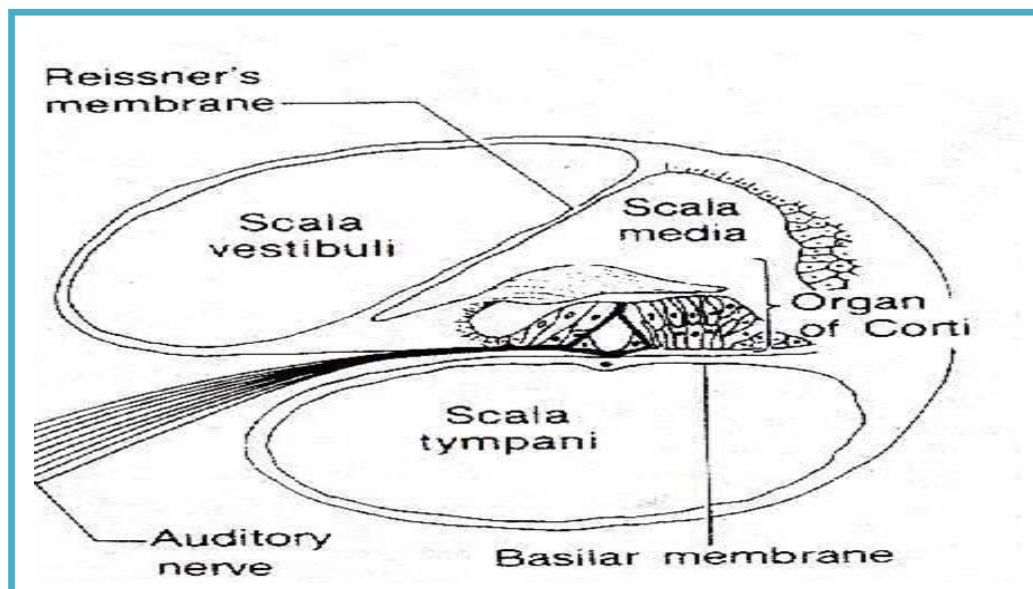 Reissner's
membrane
Scala
vestibuli
Scala
media
Organ
of Corti
Scala
tympani
Auditory
nerve
Basilar membrane